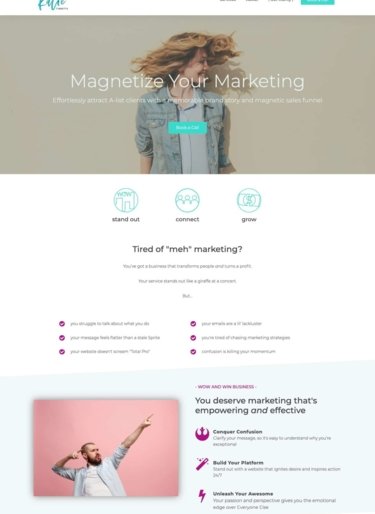 Katie
Magnetize Your Marketing
Effortlessly attract A-list clients with a memorable brand story and magnetic sales funnel
Book a Call
WOW
stand out
connect
grow
Tired of "meh" marketing?
You've got a business that transforms people and turns a profit.
Your service stands out like a giraffe at a concert.
But...
you struggle to talk about what you do
your emails are a lil' lackluster
your message feels flatter than a stale Sprite
you're tired of chasing marketing strategies
your website doesn't scream "Total Pro!"
confusion is killing your momentum
- WOW AND WIN BUSINESS -
You deserve marketing that's
empowering and effective
Conquer Confusion
Clarify your message, so it's easy to understand why you're
exceptional
Build Your Platform
Stand out with a website that ignites desire and inspires action
24/7
Unleash Your Awesome
Your passion and perspective gives you the emotional
edge over Everyone Else